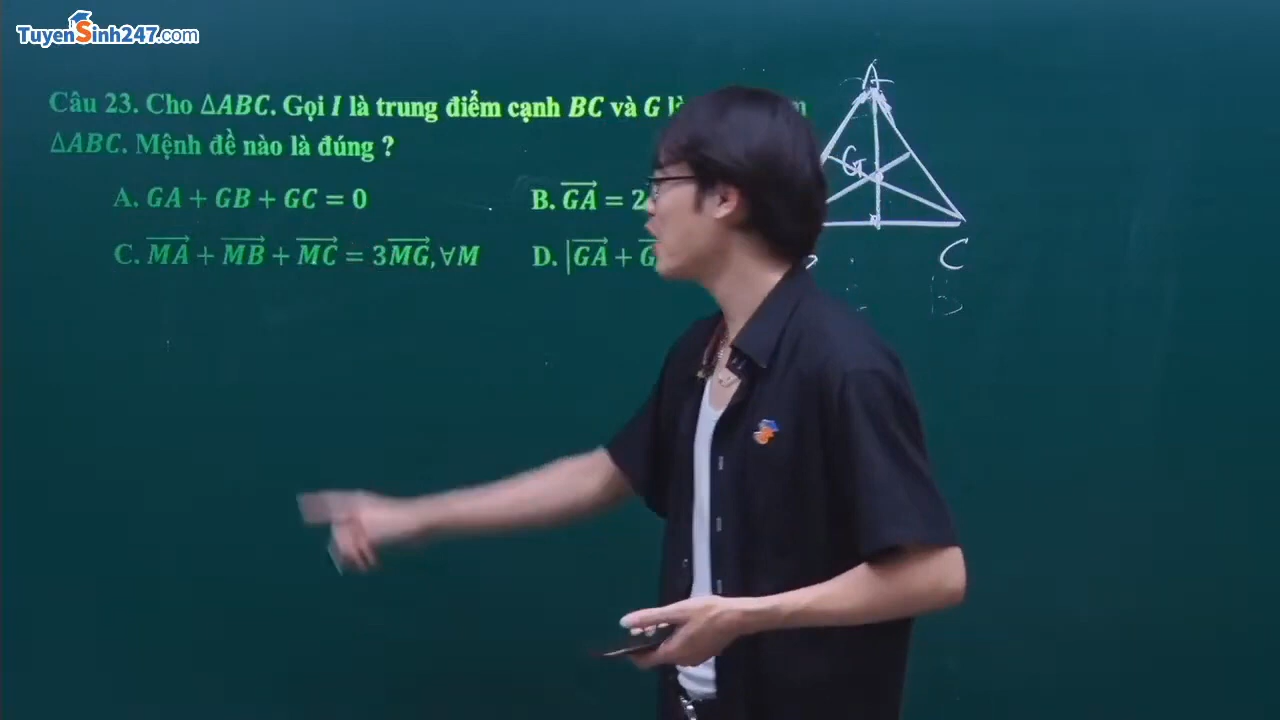 TuyenSinh247.com
Câu 23. Cho ΔABC. Gọi I là trung điểm cạnh BC và G
ΔABC. Mệnh đề nào là đúng ?
A. GA + GB + GC = 0
B. \overrightarrow{GA} = 2
C. \overrightarrow{MA} + \overrightarrow{MB} + \overrightarrow{MC} = 3\overrightarrow{MG}, ∀M
D. |\overrightarrow{GA} +
A
G
C